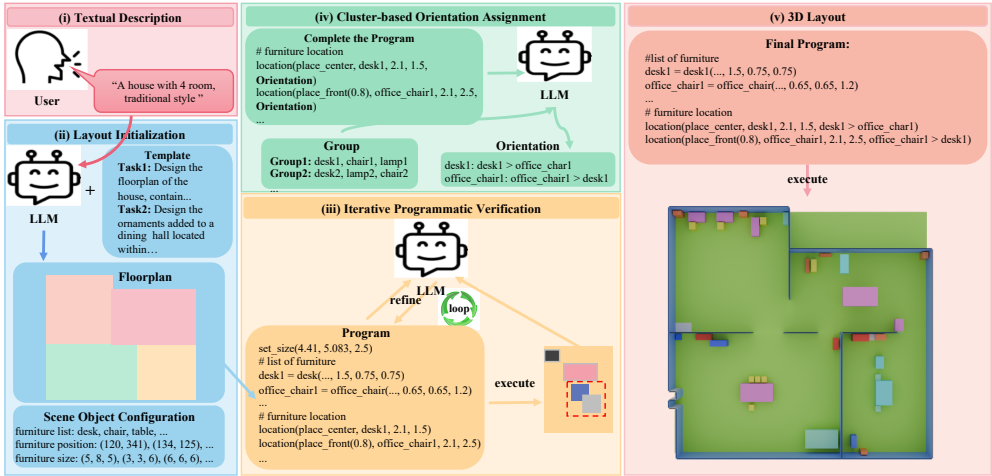 (i) Textual Description
User
“A house with 4 room,
traditional style ”
(ii) Layout Initialization
LLM
+
Template
Task1: Design the
floorplan of the
house, contain...
Task2: Design the
ornaments added to a
dining hall located
within…
Floorplan
Scene Object Configuration
furniture list: desk, chair, table, ...
furniture position: (120, 341), (134, 125), ...
furniture size: (5, 8, 5), (3, 3, 6), (6, 6, 6), ...
(iv) Cluster-based Orientation Assignment
Complete the Program
# furniture location
location(place_center, desk1, 2.1, 1.5,
Orientation)
location(place_front(0.8), office_chair1, 2.1, 2.5,
Orientation)
...
LLM
Group
Group1: desk1, chair1, lamp1
Group2: desk2, lamp2, chair2
...
Orientation
desk1: desk1 > office_char1
office_chair1: office_chair1 > desk1
(iii) Iterative Programmatic Verification
LLM
refine
loop
Program
set_size(4.41, 5.083, 2.5)
# list of furniture
desk1 = desk(..., 1.5, 0.75, 0.75)
office_chair1 = office_chair(..., 0.65, 0.65, 1.2)
...
# furniture location
location(place_center, desk1, 2.1, 1.5)
location(place_front(0.8), office_chair1, 2.1, 2.5)
...
execute
(v) 3D Layout
Final Program:
#list of furniture
desk1 = desk1(..., 1.5, 0.75, 0.75)
office_chair1 = office_chair(..., 0.65, 0.65, 1.2)
...
# furniture location
location(place_center, desk1, 2.1, 1.5, desk1 > office_char1)
location(place_front(0.8), office_chair1, 2.1, 2.5, office_chair1 > desk1)
execute